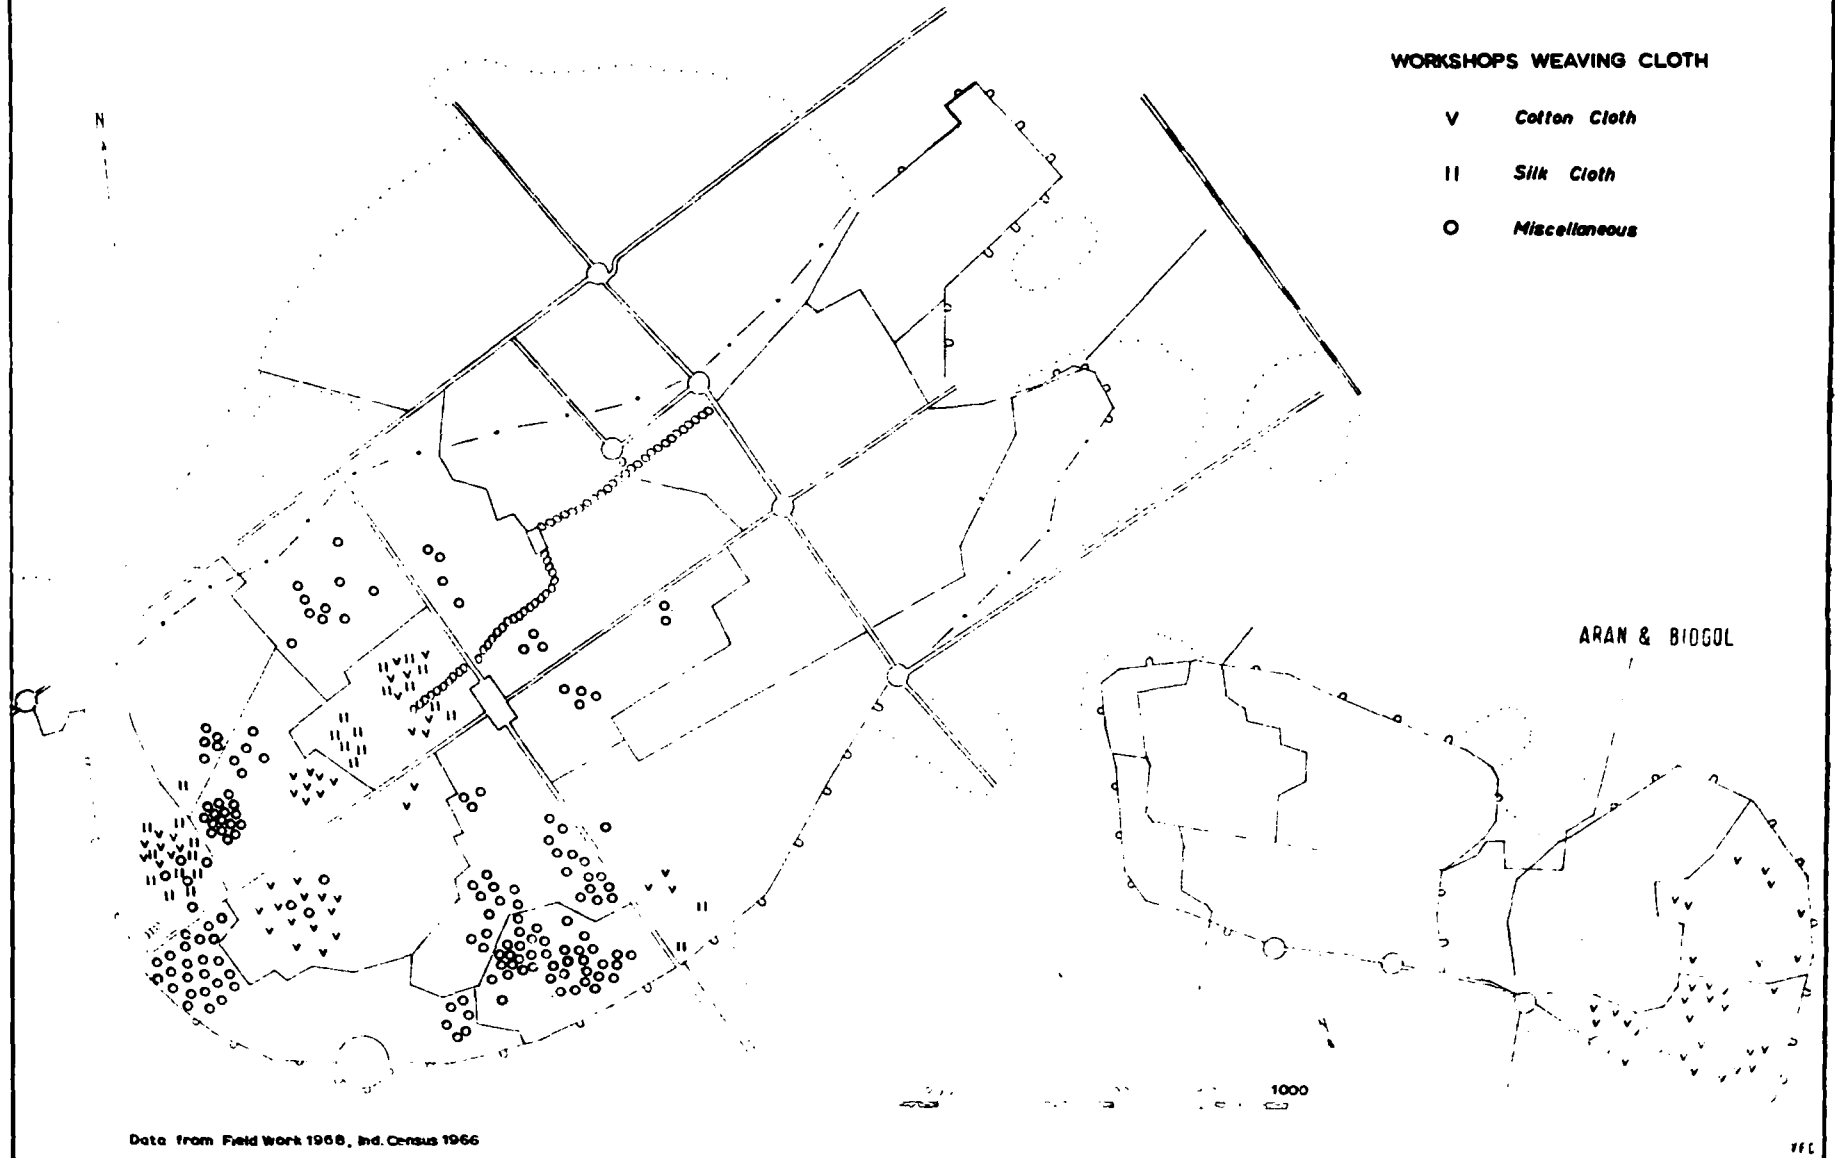 WORKSHOPS WEAVING CLOTH
V Cotton Cloth
II Silk Cloth
O Miscellaneous
N
ARAN & BIDGOL
1000
Data from Field Work 1968, Ind. Census 1966